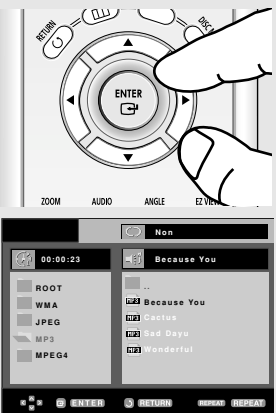 RETURN
DISC
ENTER
ZOOM AUDIO ANGLE EZ VIEW
Non
00:00:23 Because You
ROOT
WMA
JPEG
MP3
MPEG4
..
MP3 Because You
MP3 Cactus
MP3 Sad Dayu
MP3 Wonderful
ENTER RETURN REPEAT REPEAT